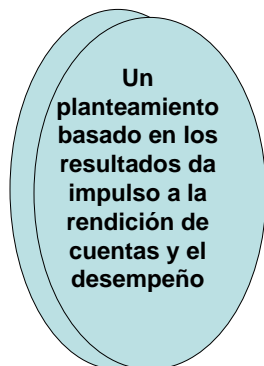 Un
planteamiento
basado en los
resultados da
impulso a la
rendición de
cuentas y el
desempeño